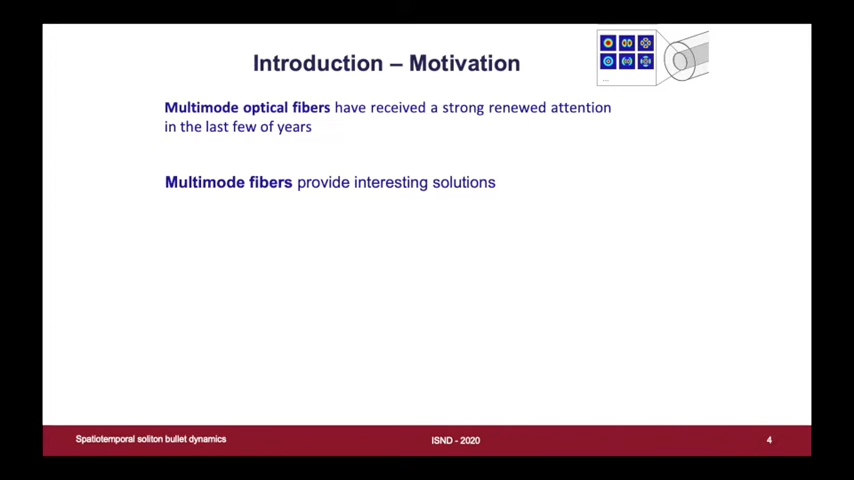 Introduction – Motivation
Multimode optical fibers have received a strong renewed attention
in the last few of years
Multimode fibers provide interesting solutions
...
Spatiotemporal soliton bullet dynamics
ISND - 2020
4